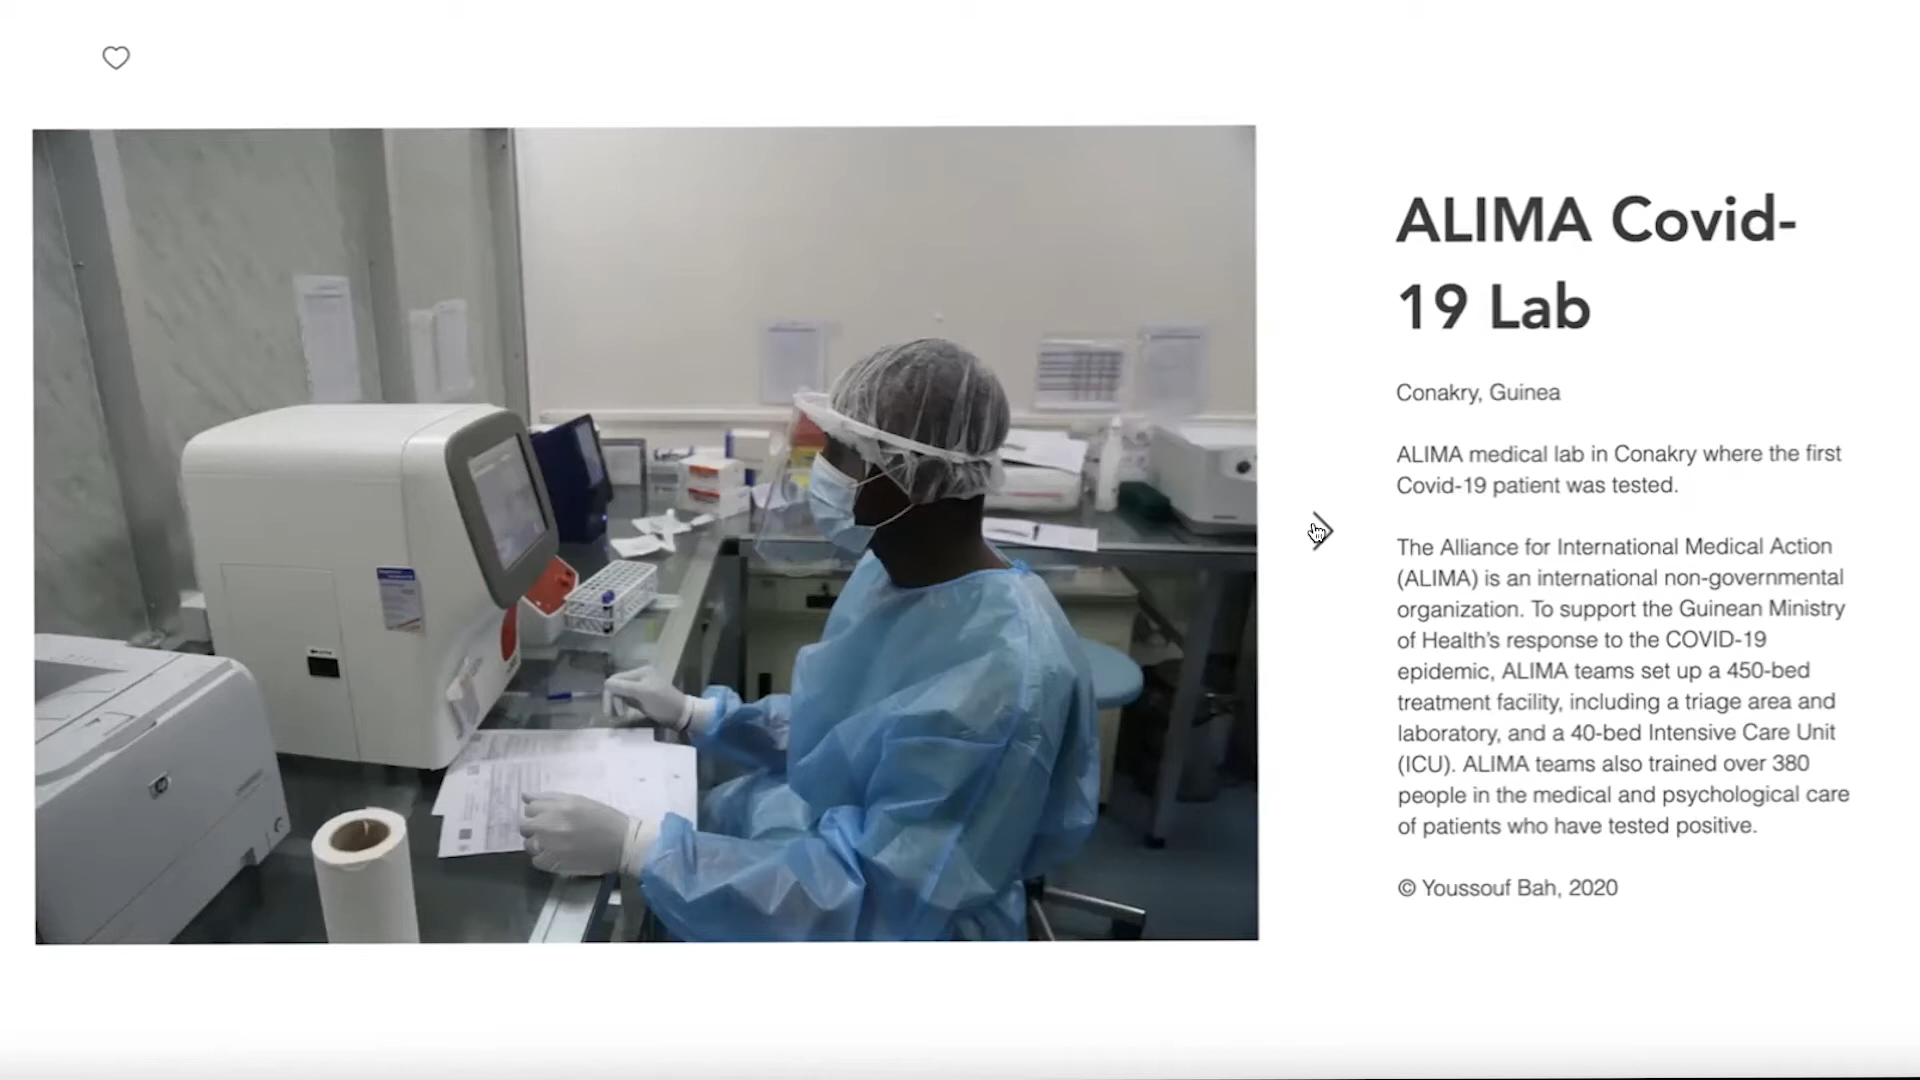 ALIMA Covid-
19 Lab
Conakry, Guinea
ALIMA medical lab in Conakry where the first
Covid-19 patient was tested.
The Alliance for International Medical Action
(ALIMA) is an international non-governmental
organization. To support the Guinean Ministry
of Health’s response to the COVID-19
epidemic, ALIMA teams set up a 450-bed
treatment facility, including a triage area and
laboratory, and a 40-bed Intensive Care Unit
(ICU). ALIMA teams also trained over 380
people in the medical and psychological care
of patients who have tested positive.
© Youssouf Bah, 2020
hp